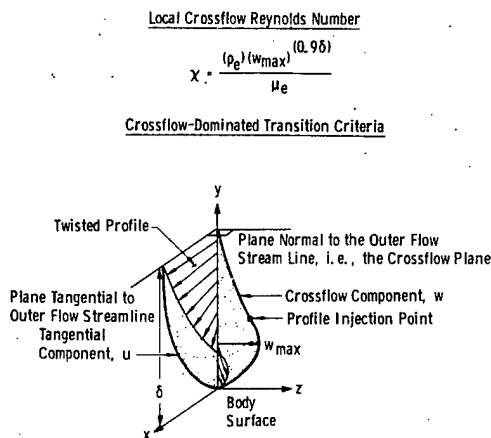 Local Crossflow Reynolds Number
χ = (ρe) (wmax) (0.9δ) / μe
Crossflow-Dominated Transition Criteria
y
Twisted Profile
Plane Normal to the Outer Flow
Stream Line, i.e., the Crossflow Plane
Crossflow Component, w
Profile Injection Point
Plane Tangential to
Outer Flow Streamline
Tangential
Component, u
wmax
δ
z
Body
Surface
x